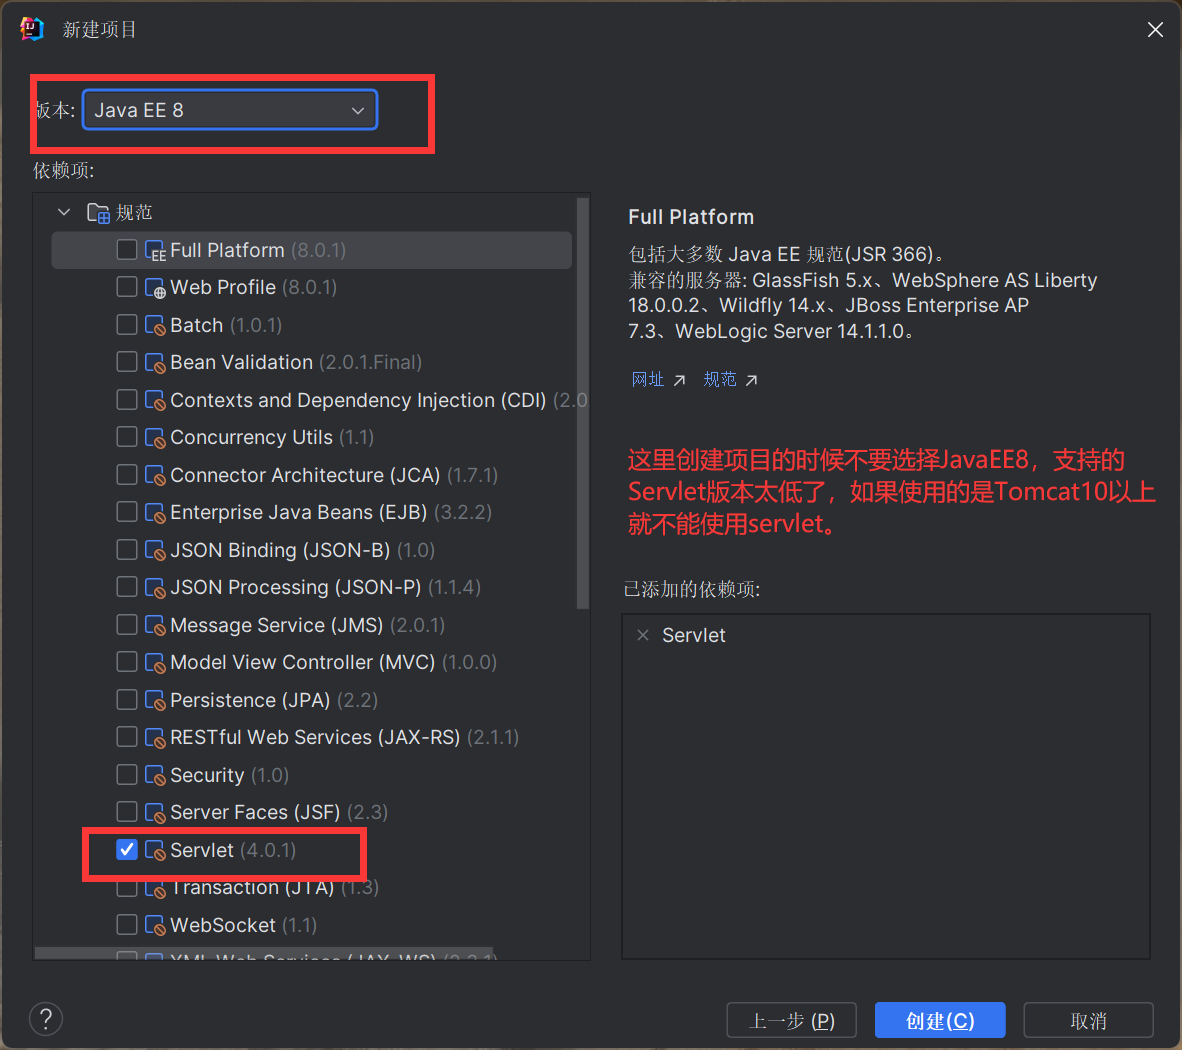 新建项目
版本: Java EE 8
依赖项:
规范
Full Platform (8.0.1)
Web Profile (8.0.1)
Batch (1.0.1)
Bean Validation (2.0.1.Final)
Contexts and Dependency Injection (CDI) (2.0
Concurrency Utils (1.1)
Connector Architecture (JCA) (1.7.1)
Enterprise Java Beans (EJB) (3.2.2)
JSON Binding (JSON-B) (1.0)
JSON Processing (JSON-P) (1.1.4)
Message Service (JMS) (2.0.1)
Model View Controller (MVC) (1.0.0)
Persistence (JPA) (2.2)
RESTful Web Services (JAX-RS) (2.1.1)
Security (1.0)
Server Faces (JSF) (2.3)
Servlet (4.0.1)
Transaction (JTA) (1.3)
WebSocket (1.1)
XML Web Services (JAX-WS) (2.3.1)
Full Platform
包括大多数 Java EE 规范(JSR 366)。
兼容的服务器: GlassFish 5.x、WebSphere AS Liberty
18.0.0.2、Wildfly 14.x、JBoss Enterprise AP
7.3、WebLogic Server 14.1.1.0。
网址 ↗ 规范 ↗
这里创建项目的时候不要选择JavaEE8，支持的
Servlet版本太低了，如果使用的是Tomcat10以上
就不能使用servlet。
已添加的依赖项:
× Servlet
?
上一步 (P)
创建(C)
取消